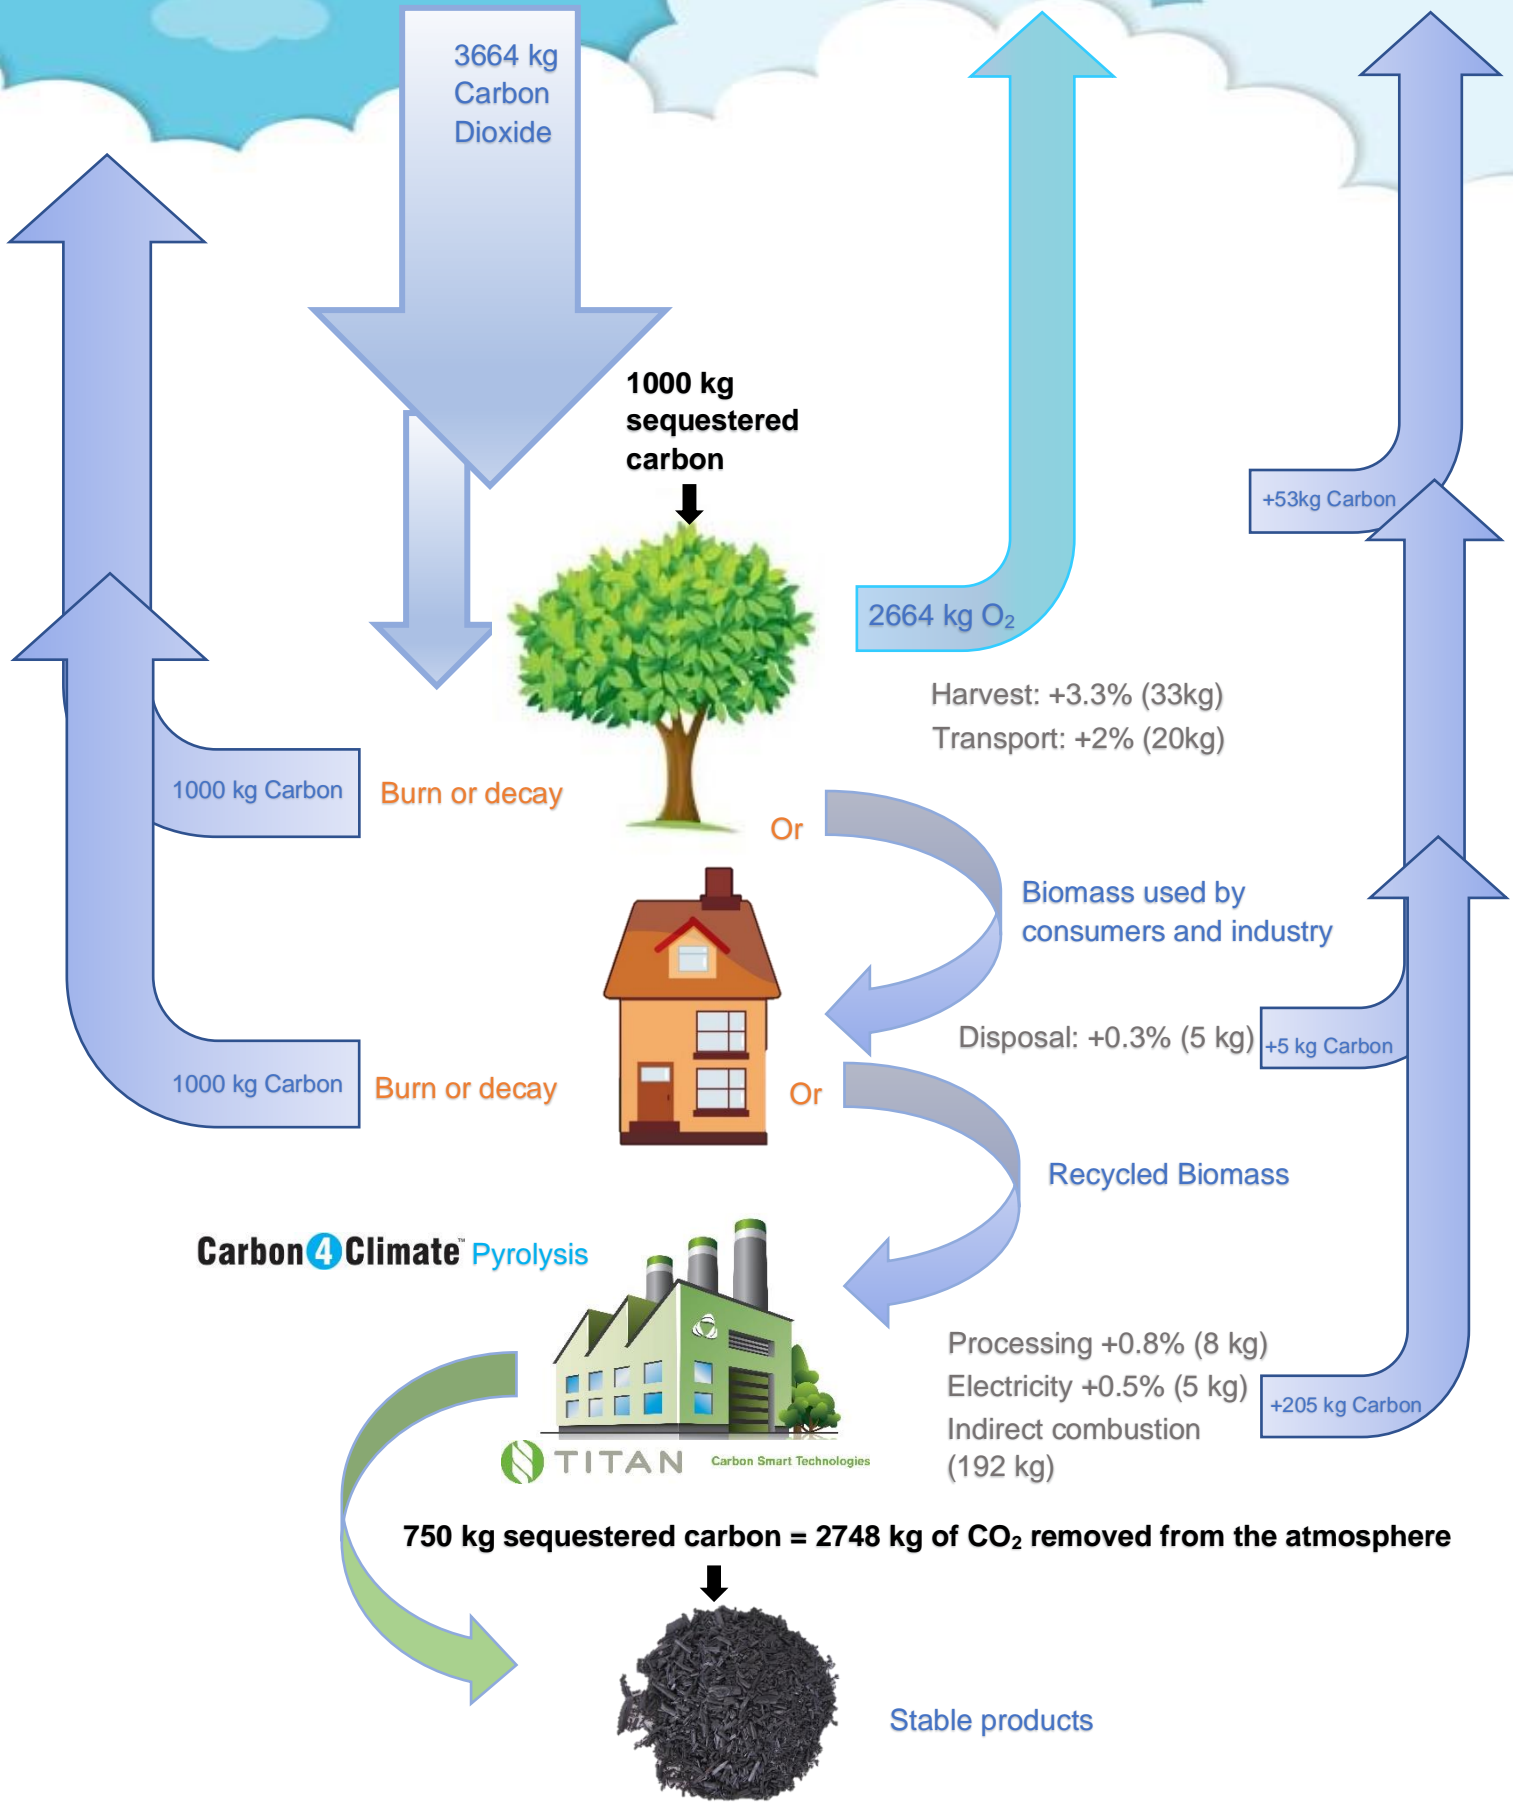 3664 kg
Carbon
Dioxide
1000 kg
sequestered
carbon
+53kg Carbon
2664 kg O₂
Harvest: +3.3% (33kg)
Transport: +2% (20kg)
1000 kg Carbon
Burn or decay
Or
Biomass used by
consumers and industry
Disposal: +0.3% (5 kg)
+5 kg Carbon
1000 kg Carbon
Burn or decay
Or
Recycled Biomass
Carbon4Climate™ Pyrolysis
Processing +0.8% (8 kg)
Electricity +0.5% (5 kg)
Indirect combustion
(192 kg)
+205 kg Carbon
TITAN Carbon Smart Technologies
750 kg sequestered carbon = 2748 kg of CO₂ removed from the atmosphere
Stable products